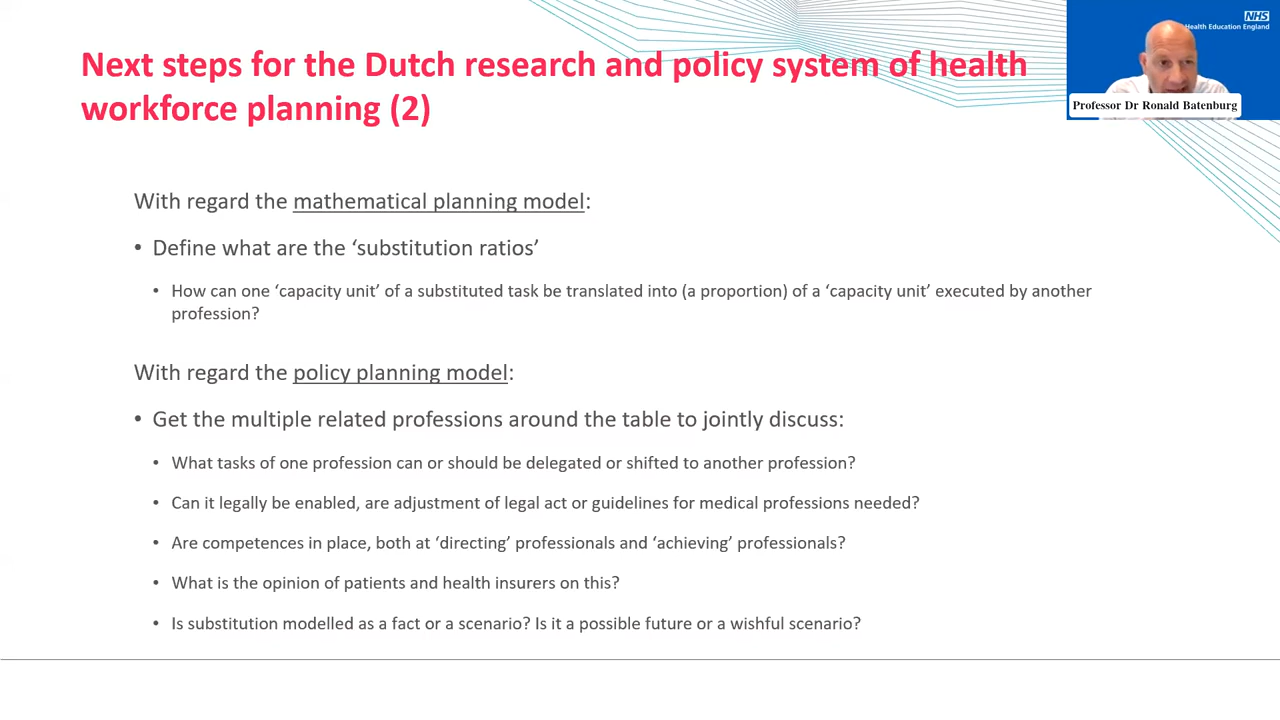 Next steps for the Dutch research and policy system of health
workforce planning (2)
NHS
Health Education England
Professor Dr Ronald Batenburg
With regard the mathematical planning model:
• Define what are the ‘substitution ratios’
• How can one ‘capacity unit’ of a substituted task be translated into (a proportion) of a ‘capacity unit’ executed by another
profession?
With regard the policy planning model:
• Get the multiple related professions around the table to jointly discuss:
• What tasks of one profession can or should be delegated or shifted to another profession?
• Can it legally be enabled, are adjustment of legal act or guidelines for medical professions needed?
• Are competences in place, both at ‘directing’ professionals and ‘achieving’ professionals?
• What is the opinion of patients and health insurers on this?
• Is substitution modelled as a fact or a scenario? Is it a possible future or a wishful scenario?